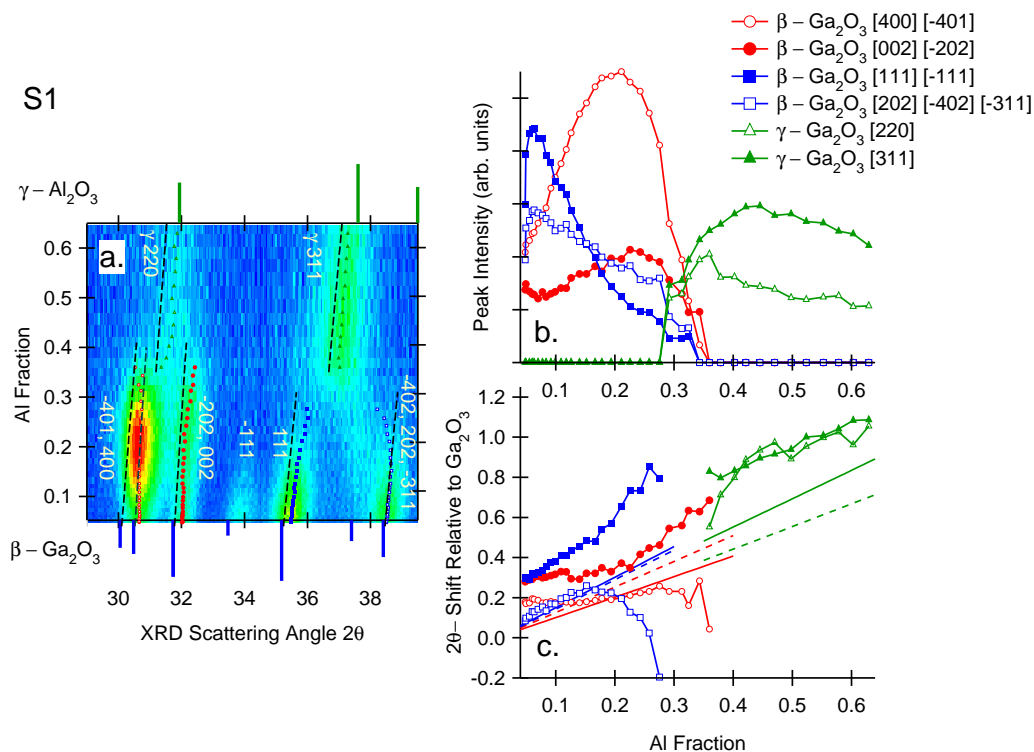 S1
β – Ga₂O₃ [400] [-401]
β – Ga₂O₃ [002] [-202]
β – Ga₂O₃ [111] [-111]
β – Ga₂O₃ [202] [-402] [-311]
γ – Ga₂O₃ [220]
γ – Ga₂O₃ [311]
γ – Al₂O₃
a.
γ 220
γ 311
-401, 400
-202, 002
-111
111
-402, 202, -311
Al Fraction
0.6
0.5
0.4
0.3
0.2
0.1
β – Ga₂O₃
30 32 34 36 38
XRD Scattering Angle 2θ
Peak Intensity (arb. units)
b.
0.1 0.2 0.3 0.4 0.5 0.6
2θ– Shift Relative to Ga₂O₃
1.2
1.0
0.8
0.6
0.4
0.2
0.0
-0.2
c.
0.1 0.2 0.3 0.4 0.5 0.6
Al Fraction